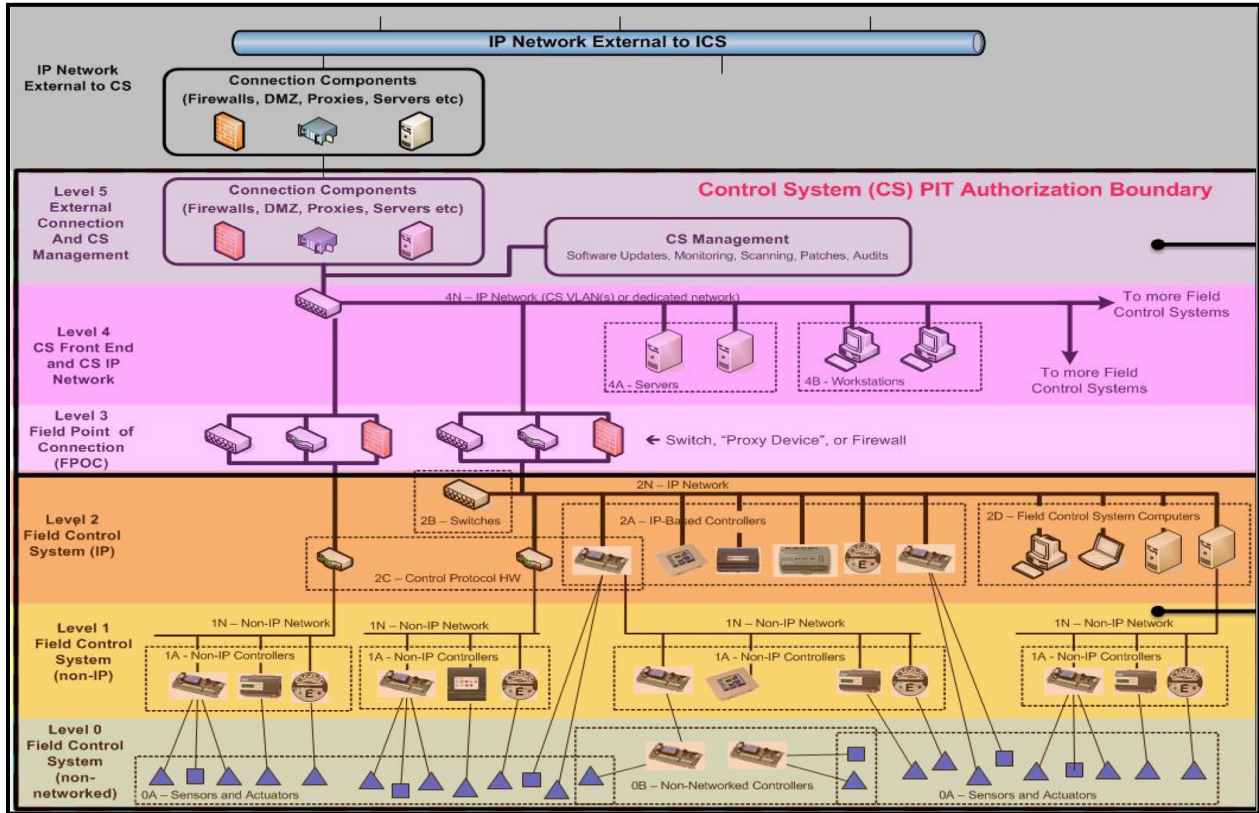 IP Network External to ICS
IP Network
External to CS
Connection Components
(Firewalls, DMZ, Proxies, Servers etc)
Level 5
External
Connection
And CS
Management
Connection Components
(Firewalls, DMZ, Proxies, Servers etc)
Control System (CS) PIT Authorization Boundary
CS Management
Software Updates, Monitoring, Scanning, Patches, Audits
Level 4
CS Front End
and CS IP
Network
4N – IP Network (CS VLAN(s) or dedicated network)
To more Field
Control Systems
4A - Servers
4B - Workstations
To more Field
Control Systems
Level 3
Field Point of
Connection
(FPOC)
← Switch, “Proxy Device”, or Firewall
Level 2
Field Control
System (IP)
2N – IP Network
2B – Switches
2A – IP-Based Controllers
2D – Field Control System Computers
2C – Control Protocol HW
E
Level 1
Field Control
System
(non-IP)
1N – Non-IP Network
1N – Non-IP Network
1N – Non-IP Network
1N – Non-IP Network
1A - Non-IP Controllers
1A - Non-IP Controllers
1A - Non-IP Controllers
1A - Non-IP Controllers
E
E
E
E
Level 0
Field Control
System
(non-
networked)
0A – Sensors and Actuators
0B – Non-Networked Controllers
0A – Sensors and Actuators